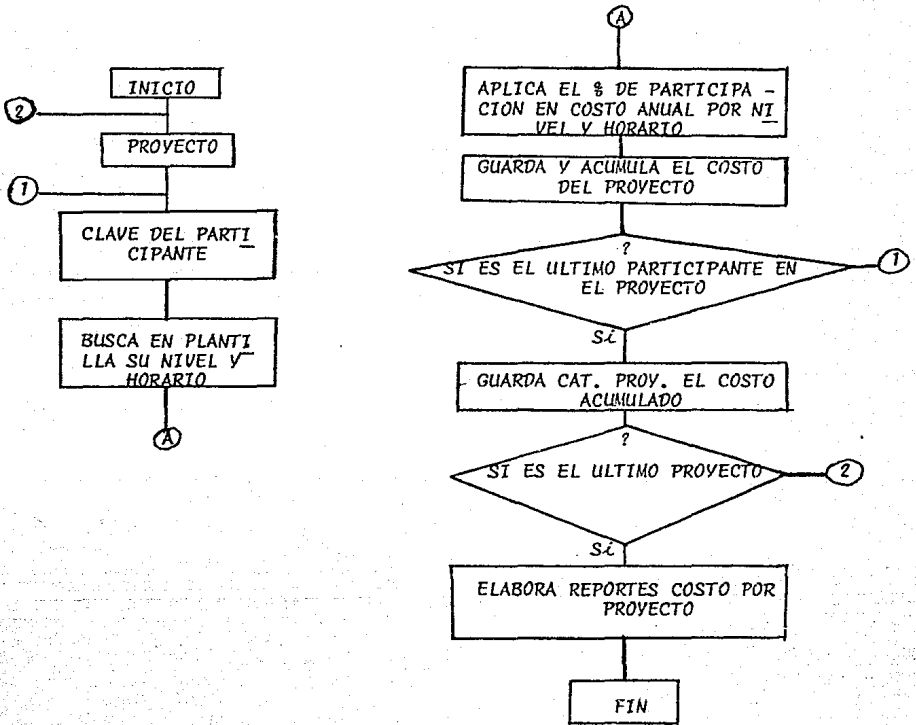 INICIO
2
PROYECTO
1
CLAVE DEL PARTI
CIPANTE
BUSCA EN PLANTI
LLA SU NIVEL Y
HORARIO
A
A
APLICA EL % DE PARTICIPA -
CION EN COSTO ANUAL POR NI
VEL Y HORARIO
GUARDA Y ACUMULA EL COSTO
DEL PROYECTO
?
SI ES EL ULTIMO PARTICIPANTE EN
EL PROYECTO
1
Sí
GUARDA CAT. PROY. EL COSTO
ACUMULADO
?
SI ES EL ULTIMO PROYECTO
2
Sí
ELABORA REPORTES COSTO POR
PROYECTO
FIN